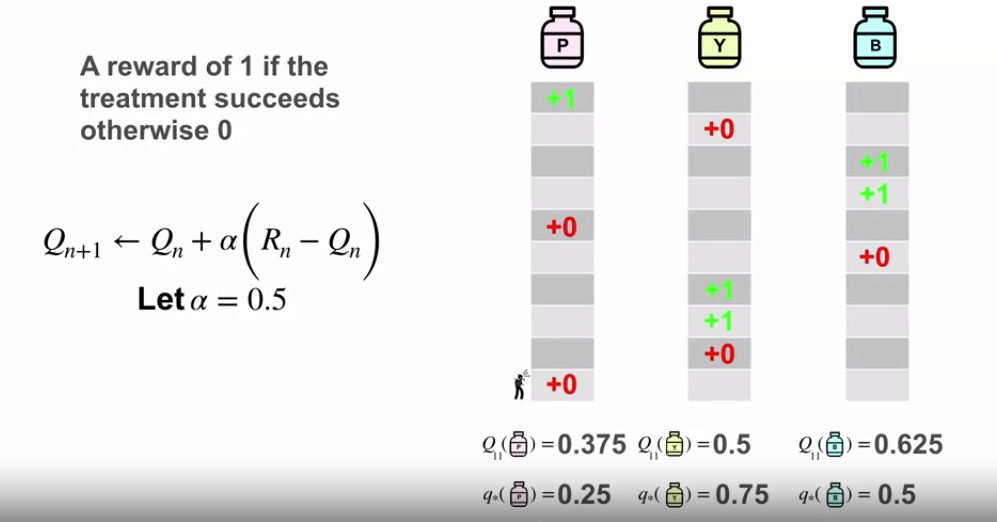 P Y B
A reward of 1 if the
treatment succeeds
otherwise 0
Qn+1 ← Qn + α(Rn − Qn)
Let α = 0.5
+1
+0
+1
+1
+0
+0
+1
+1
+0
+0
Q11(P) = 0.375 Q11(Y) = 0.5 Q11(B) = 0.625
q*(P) = 0.25 q*(Y) = 0.75 q*(B) = 0.5